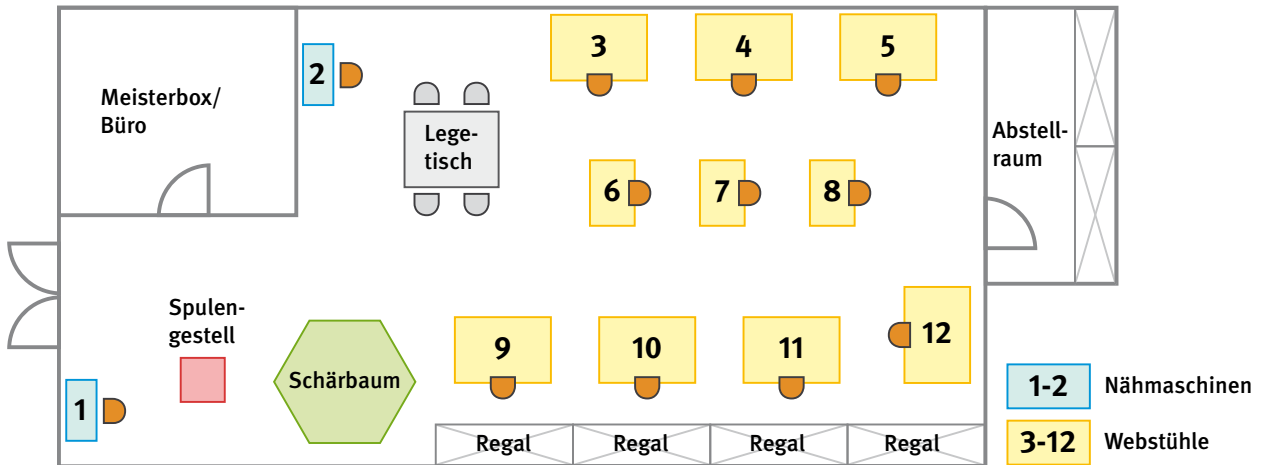 Meisterbox/
Büro
2
Lege-
tisch
3
4
5
Abstell-
raum
6
7
8
Spulen-
gestell
Schärbaum
1
9
10
11
12
Regal
Regal
Regal
Regal
1-2 Nähmaschinen
3-12 Webstühle